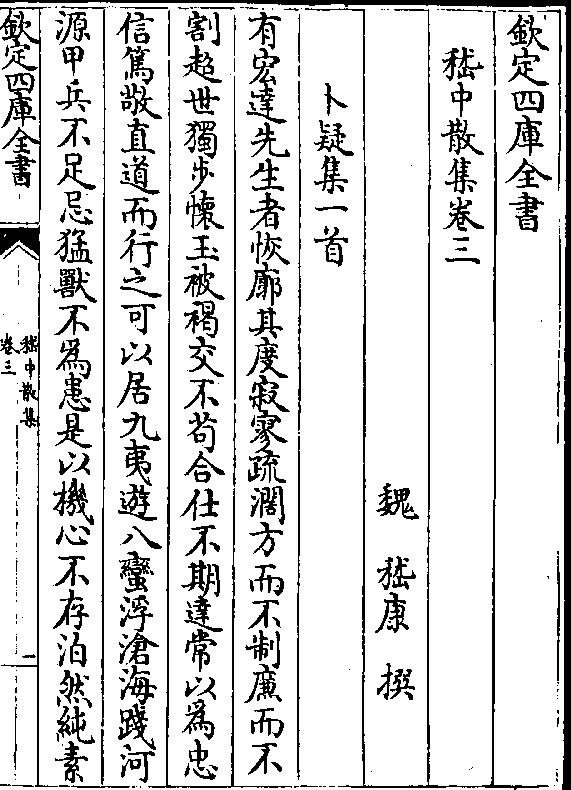 欽定四庫全書
嵇中散集卷三
魏 嵇康 撰
卜疑集一首
有宏達先生者恢廓其度寂寥疏濶方而不制廉而不
割超世獨步懐玉被褐交不茍合仕不期達常以為忠
信篤敬直道而行之可以居九夷遊八蠻浮滄海踐河
源甲兵不足忌猛獸不為患是以機心不存泊然純素
欽定四庫全書
嵇中散集
卷三
一